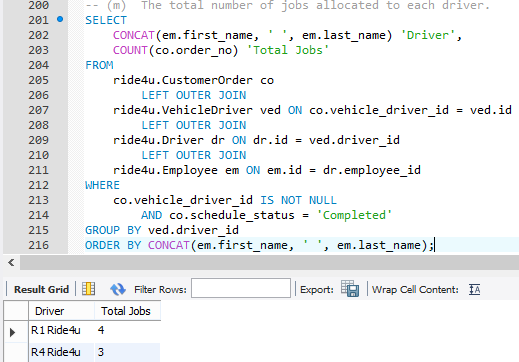 200 -- (m)  The total number of jobs allocated to each driver.
201 SELECT
202 CONCAT(em.first_name, ' ', em.last_name) 'Driver',
203 COUNT(co.order_no) 'Total Jobs'
204 FROM
205 ride4u.CustomerOrder co
206 LEFT OUTER JOIN
207 ride4u.VehicleDriver ved ON co.vehicle_driver_id = ved.id
208 LEFT OUTER JOIN
209 ride4u.Driver dr ON dr.id = ved.driver_id
210 LEFT OUTER JOIN
211 ride4u.Employee em ON em.id = dr.employee_id
212 WHERE
213 co.vehicle_driver_id IS NOT NULL
214 AND co.schedule_status = 'Completed'
215 GROUP BY ved.driver_id
216 ORDER BY CONCAT(em.first_name, ' ', em.last_name);
Result Grid Filter Rows: Export: Wrap Cell Content:
Driver Total Jobs
R1 Ride4u 4
R4 Ride4u 3